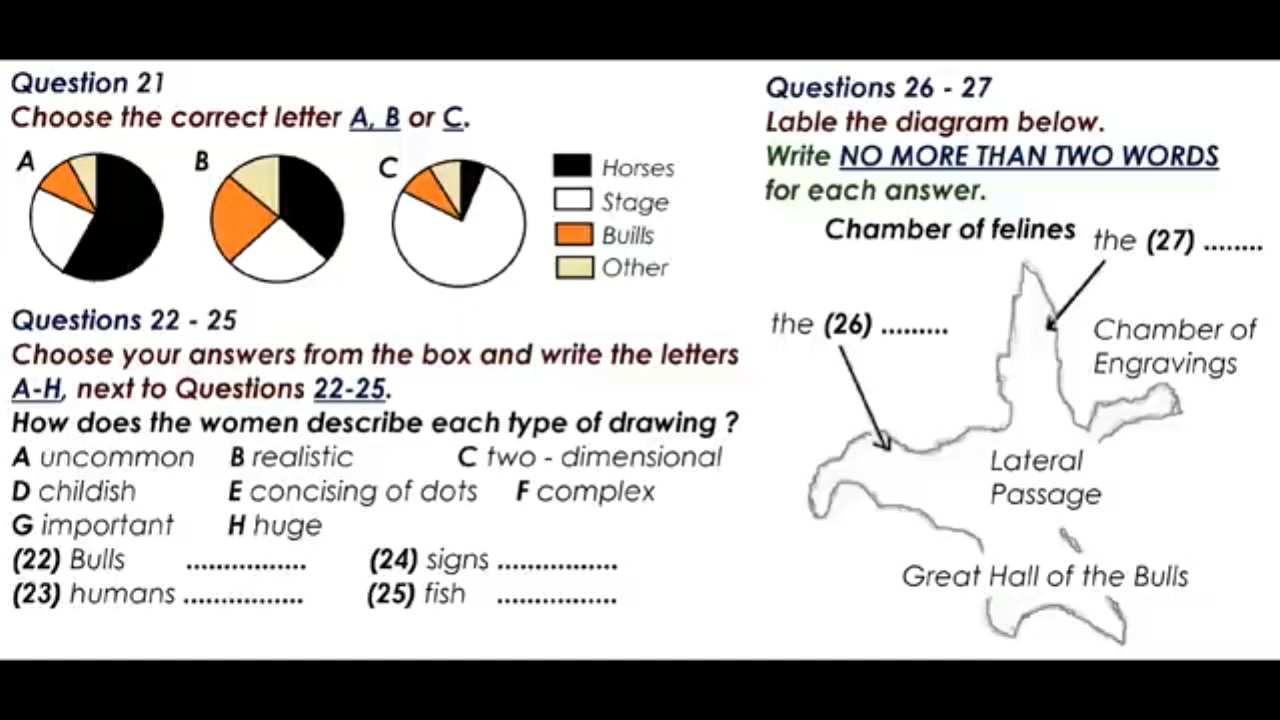 Question 21
Choose the correct letter A, B or C.
A
B
C
Horses
Stage
Buills
Other
Questions 22 - 25
Choose your answers from the box and write the letters
A-H, next to Questions 22-25.
How does the women describe each type of drawing ?
A uncommon B realistic C two - dimensional
D childish E concising of dots F complex
G important H huge
(22) Bulls ................ (24) signs ................
(23) humans ................ (25) fish ................
Questions 26 - 27
Lable the diagram below.
Write NO MORE THAN TWO WORDS
for each answer.
Chamber of felines
the (27) ........
the (26) .........
Chamber of
Engravings
Lateral
Passage
Great Hall of the Bulls